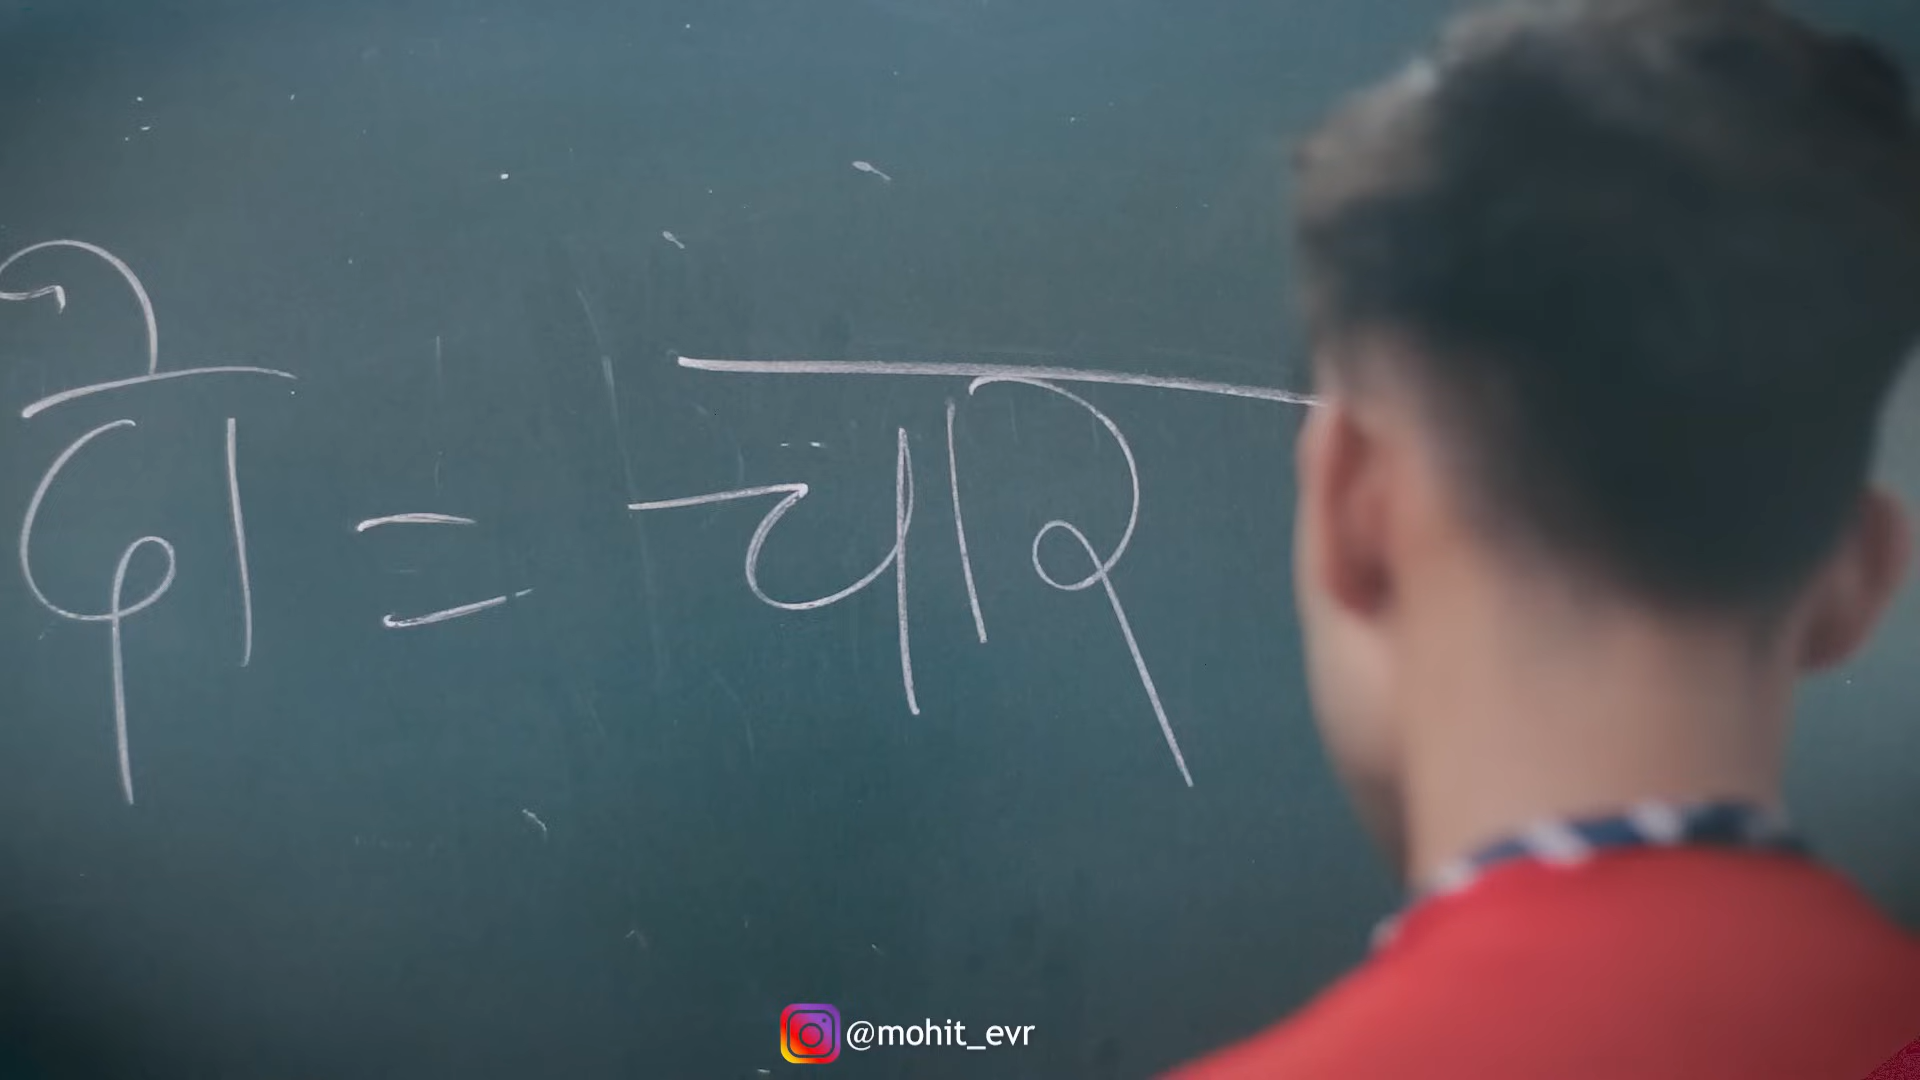 दो = चार
@mohit_evr